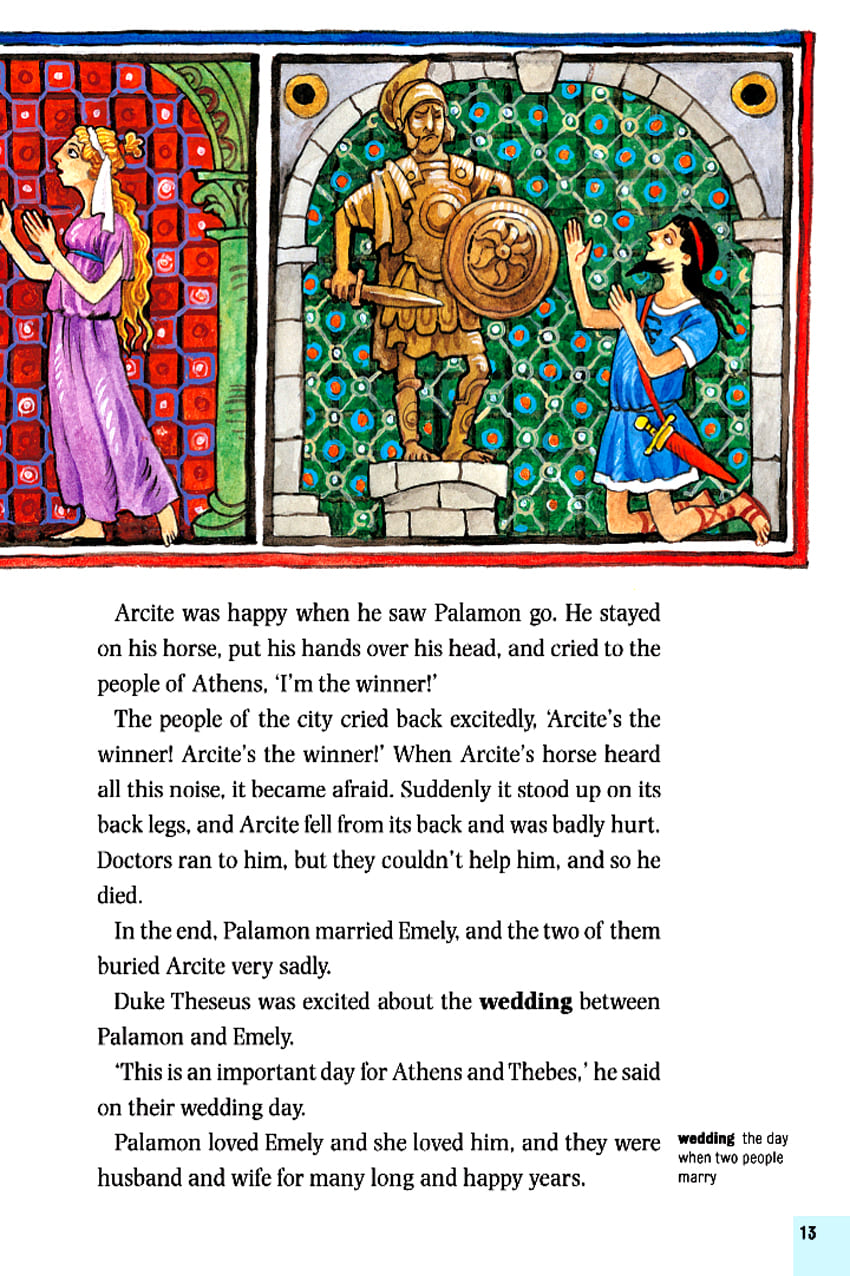 Arcite was happy when he saw Palamon go. He stayed
on his horse, put his hands over his head, and cried to the
people of Athens, ‘I’m the winner!’
The people of the city cried back excitedly, ‘Arcite’s the
winner! Arcite’s the winner!’ When Arcite’s horse heard
all this noise, it became afraid. Suddenly it stood up on its
back legs, and Arcite fell from its back and was badly hurt.
Doctors ran to him, but they couldn’t help him, and so he
died.
In the end, Palamon married Emely, and the two of them
buried Arcite very sadly.
Duke Theseus was excited about the wedding between
Palamon and Emely.
‘This is an important day for Athens and Thebes,’ he said
on their wedding day.
Palamon loved Emely and she loved him, and they were
husband and wife for many long and happy years.
wedding the day
when two people
marry
13